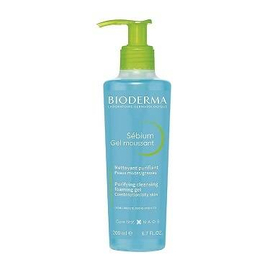 BIODERMA
Sébium
Gel moussant
Nettoyant purifiant
Peaux mixtes à grasses
Purifying cleansing
foaming gel
Combination to oily skin
200 ml ℮ 6.7 FL.OZ.